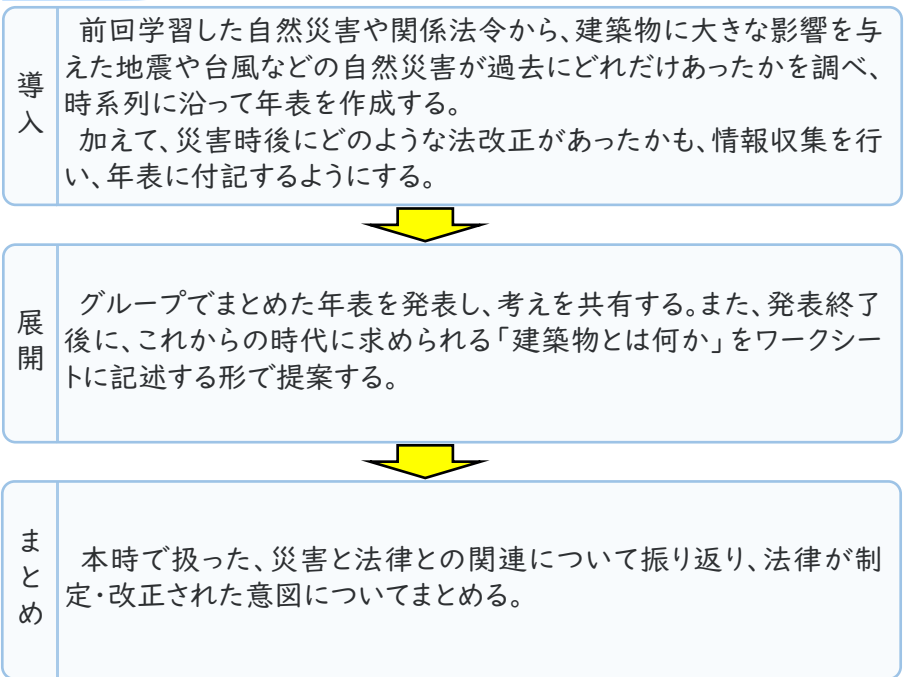 導入
前回学習した自然災害や関係法令から、建築物に大きな影響を与
えた地震や台風などの自然災害が過去にどれだけあったかを調べ、
時系列に沿って年表を作成する。
加えて、災害時後にどのような法改正があったかも、情報収集を行
い、年表に付記するようにする。
展開
グループでまとめた年表を発表し、考えを共有する。また、発表終了
後に、これからの時代に求められる「建築物とは何か」をワークシー
トに記述する形で提案する。
まとめ
本時で扱った、災害と法律との関連について振り返り、法律が制
定・改正された意図についてまとめる。